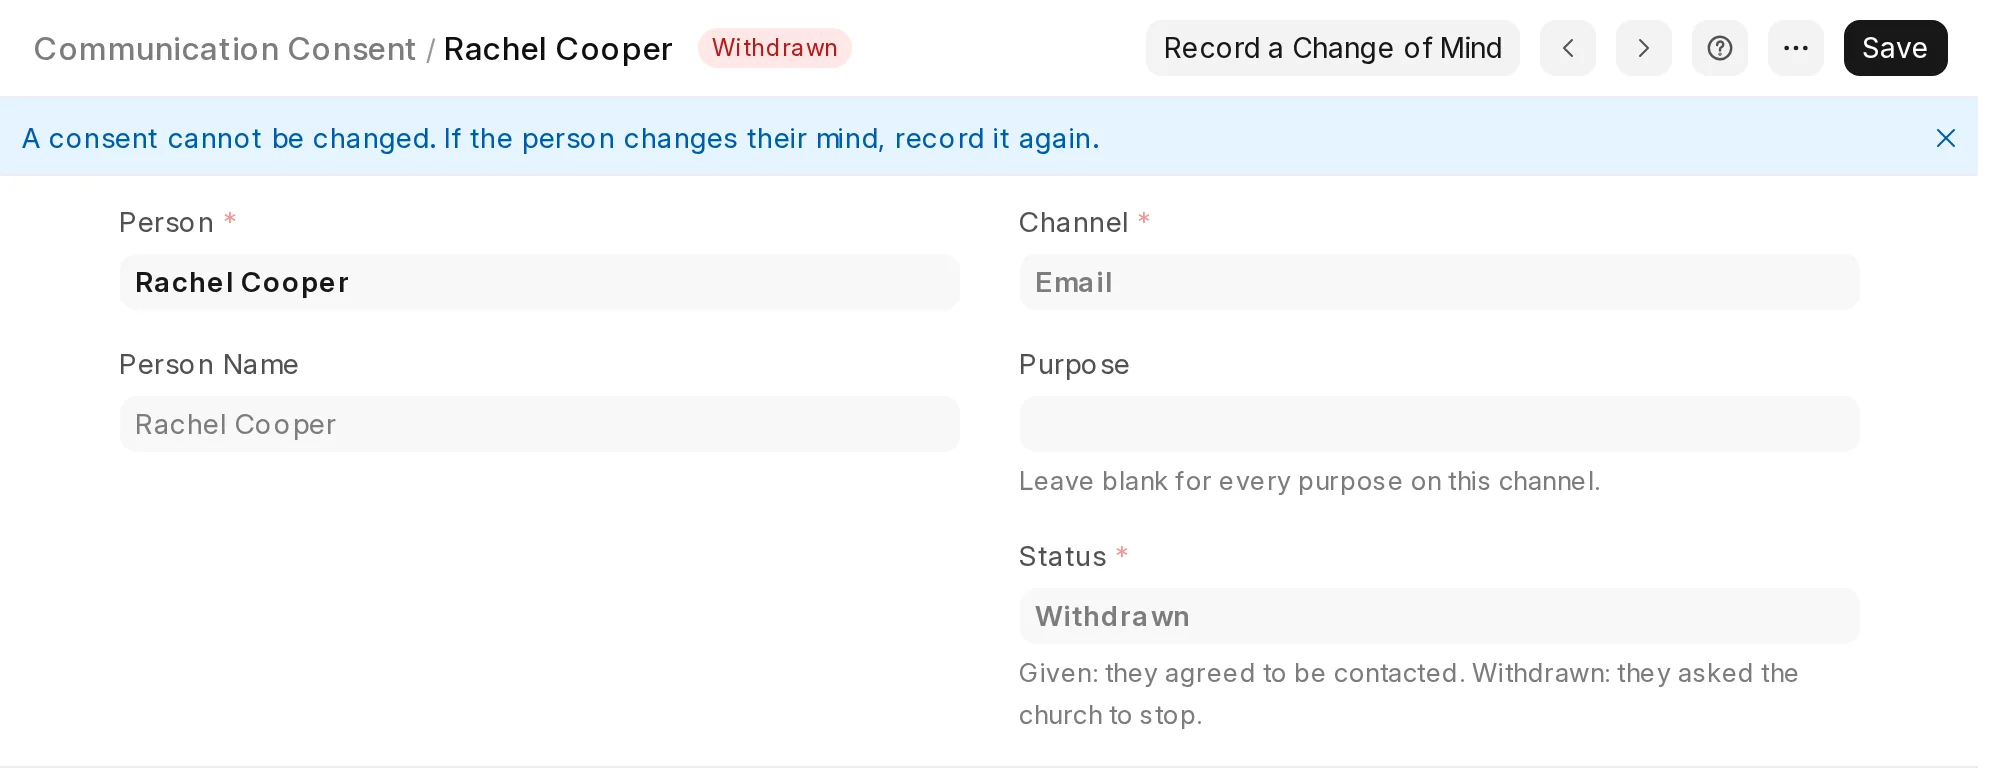 Communication Consent / Rachel Cooper Withdrawn Record a Change of Mind Save
A consent cannot be changed. If the person changes their mind, record it again.
Person *
Rachel Cooper
Person Name
Rachel Cooper
Channel *
Email
Purpose
Leave blank for every purpose on this channel.
Status *
Withdrawn
Given: they agreed to be contacted. Withdrawn: they asked the
church to stop.